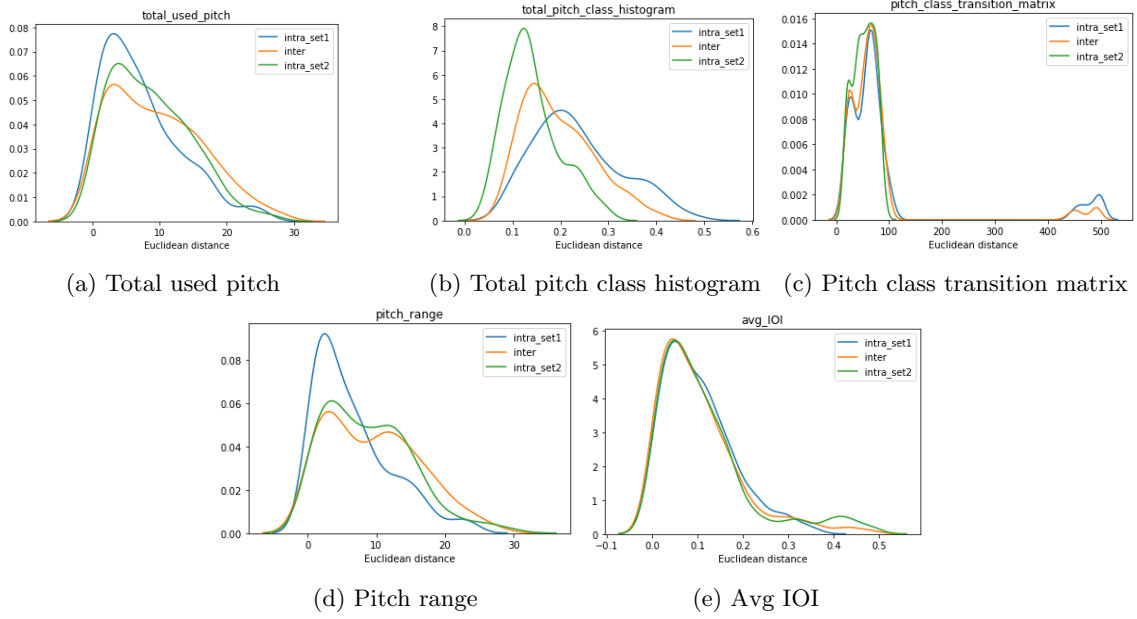 total_used_pitch
0.08
0.07
0.06
0.05
0.04
0.03
0.02
0.01
0.00
0
10
20
30
Euclidean distance
intra_set1
inter
intra_set2
(a) Total used pitch
total_pitch_class_histogram
8
7
6
5
4
3
2
1
0
0.0
0.1
0.2
0.3
0.4
0.5
0.6
Euclidean distance
intra_set1
inter
intra_set2
(b) Total pitch class histogram
pitch_class_transition_matrix
0.016
0.014
0.012
0.010
0.008
0.006
0.004
0.002
0.000
0
100
200
300
400
500
Euclidean distance
intra_set1
inter
intra_set2
(c) Pitch class transition matrix
pitch_range
0.08
0.06
0.04
0.02
0.00
0
10
20
30
Euclidean distance
intra_set1
inter
intra_set2
(d) Pitch range
avg_IOI
6
5
4
3
2
1
0
−0.1
0.0
0.1
0.2
0.3
0.4
0.5
Euclidean distance
intra_set1
inter
intra_set2
(e) Avg IOI